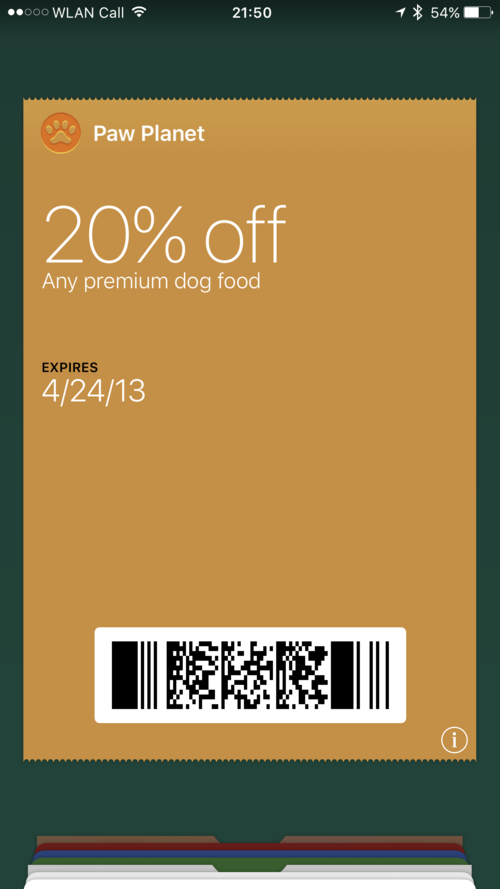 WLAN Call 21:50 54%
Paw Planet
20% off
Any premium dog food
EXPIRES
4/24/13
i